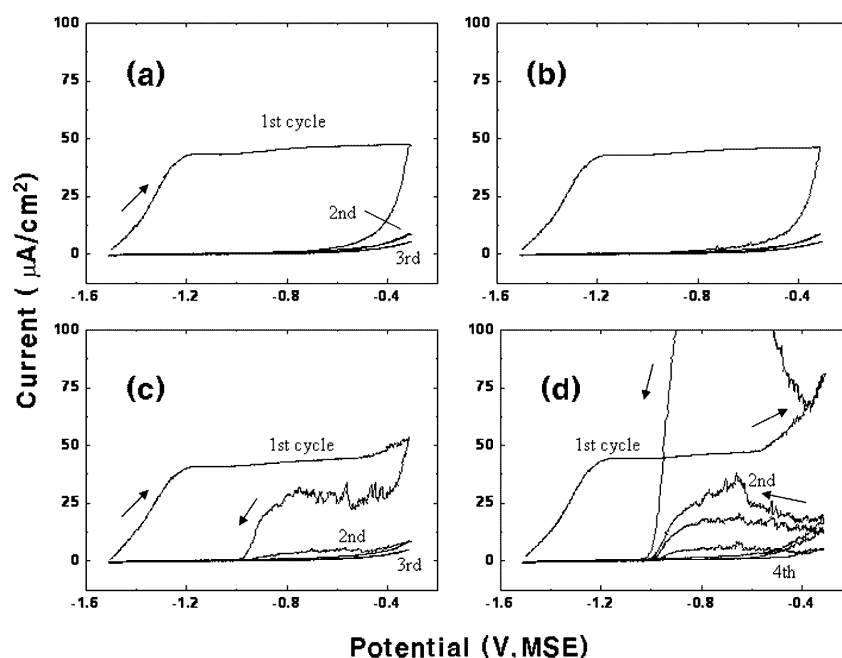 Current ( μA/cm²)
100
75
50
25
0
(a)
1st cycle
2nd
3rd
-1.6
-1.2
-0.8
-0.4
100
75
50
25
0
(b)
-1.6
-1.2
-0.8
-0.4
100
75
50
25
0
(c)
1st cycle
2nd
3rd
-1.6
-1.2
-0.8
-0.4
100
75
50
25
0
(d)
1st cycle
2nd
4th
-1.6
-1.2
-0.8
-0.4
Potential (V,MSE)